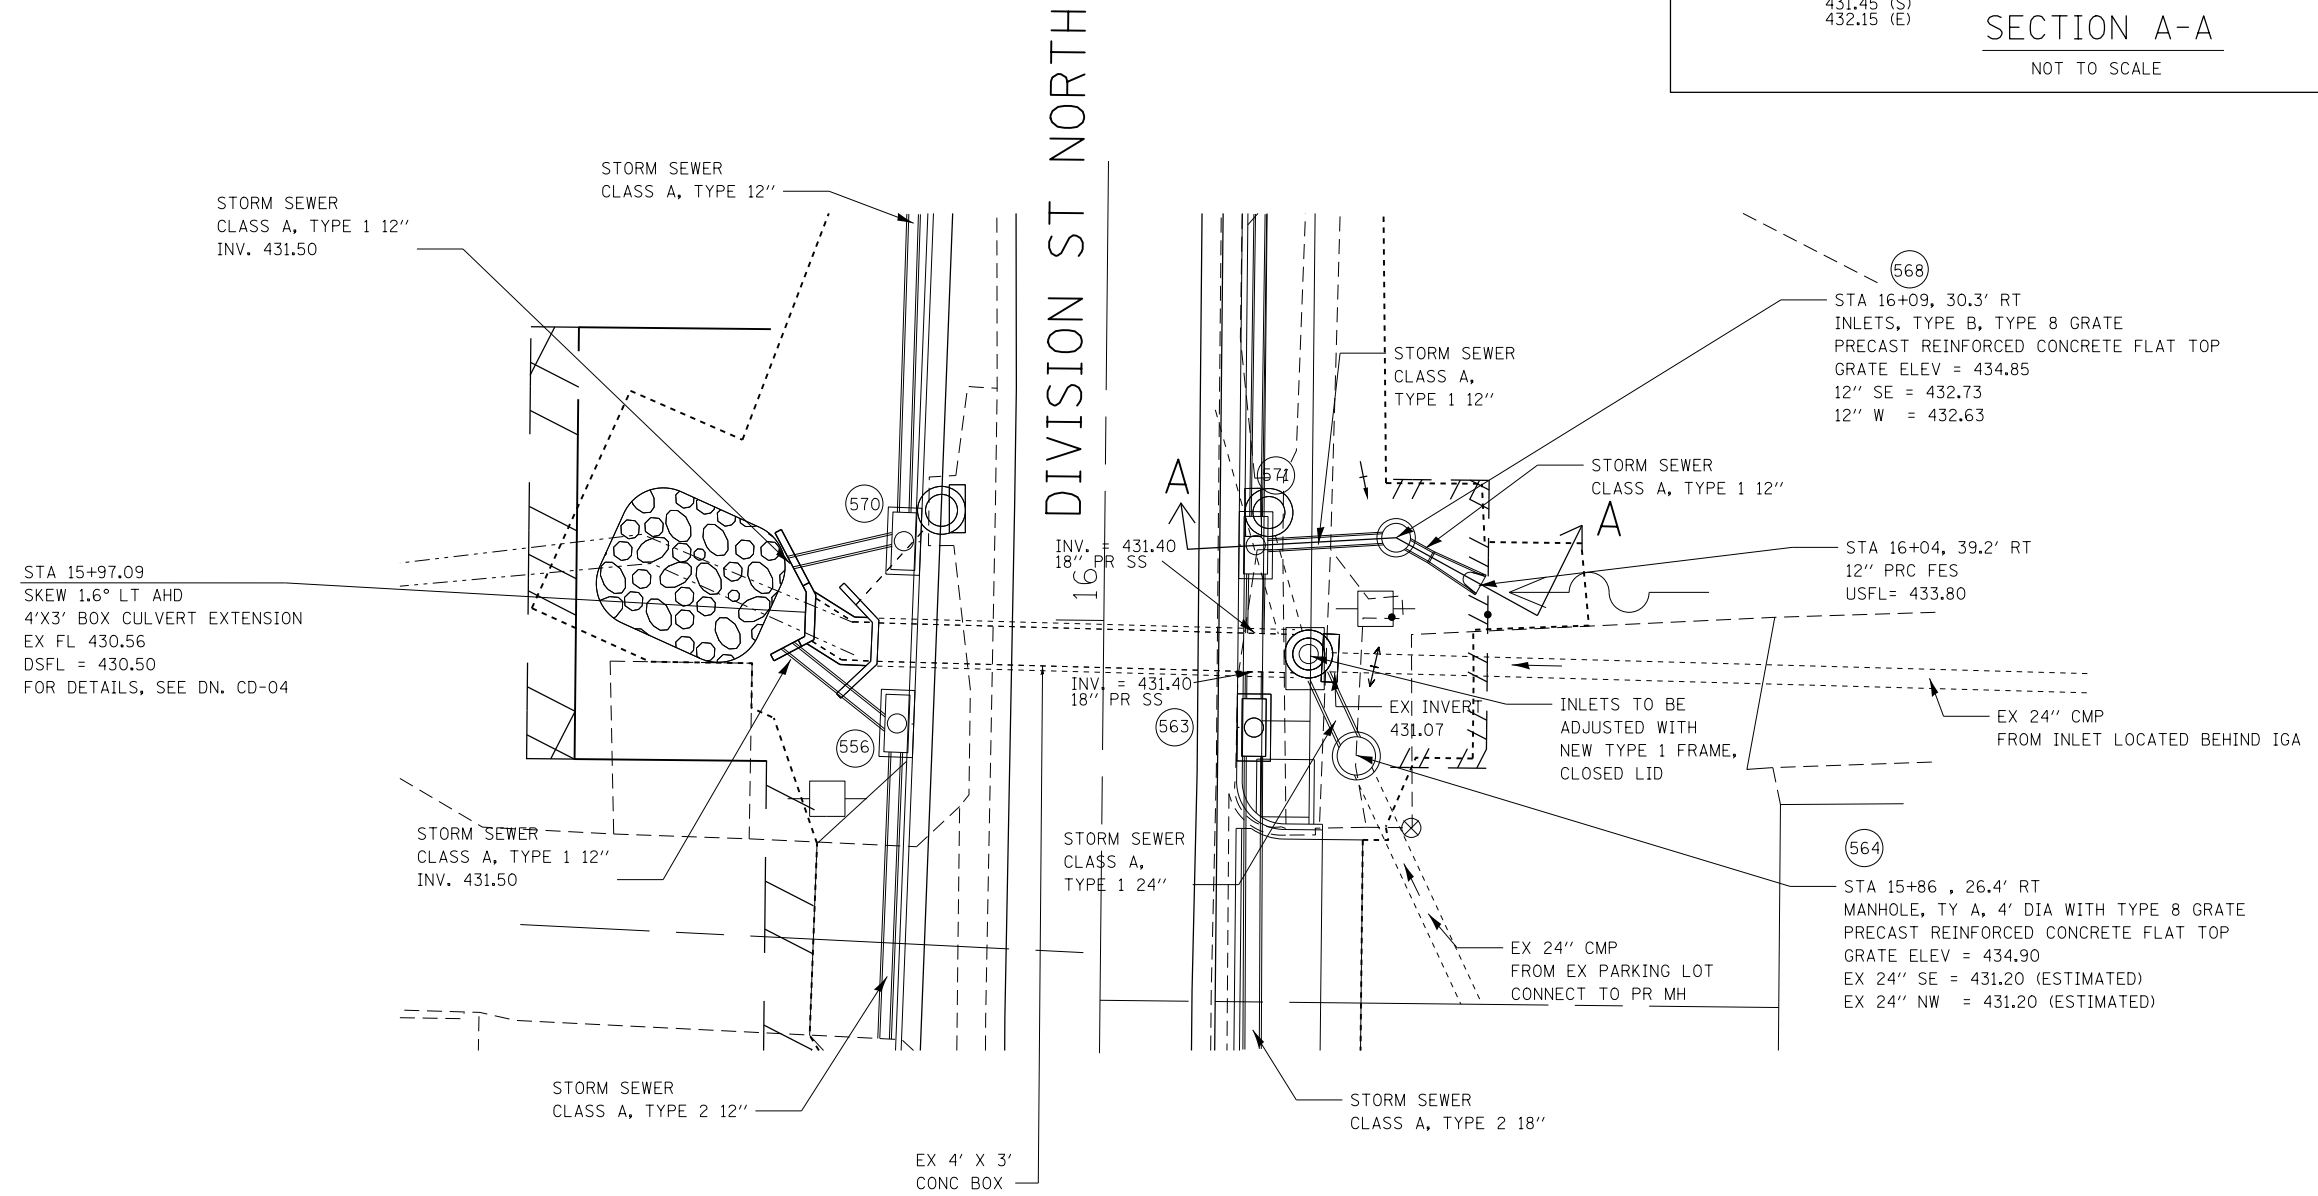 431.45 (S)
432.15 (E)
SECTION A-A
NOT TO SCALE
DIVISION ST NORTH
STORM SEWER
CLASS A, TYPE 12"
STORM SEWER
CLASS A, TYPE 1 12"
INV. 431.50
568
STA 16+09, 30.3' RT
INLETS, TYPE B, TYPE 8 GRATE
PRECAST REINFORCED CONCRETE FLAT TOP
GRATE ELEV = 434.85
12" SE = 432.73
12" W = 432.63
STORM SEWER
CLASS A,
TYPE 1 12"
STORM SEWER
CLASS A, TYPE 1 12"
A
A
570
571
INV. = 431.40
18" PR SS
16
STA 16+04, 39.2' RT
12" PRC FES
USFL= 433.80
STA 15+97.09
SKEW 1.6° LT AHD
4'X3' BOX CULVERT EXTENSION
EX FL 430.56
DSFL = 430.50
FOR DETAILS, SEE DN. CD-04
INV. = 431.40
18" PR SS
563
556
EX INVERT
431.07
INLETS TO BE
ADJUSTED WITH
NEW TYPE 1 FRAME,
CLOSED LID
EX 24" CMP
FROM INLET LOCATED BEHIND IGA
STORM SEWER
CLASS A, TYPE 1 12"
INV. 431.50
STORM SEWER
CLASS A,
TYPE 1 24"
564
STA 15+86 , 26.4' RT
MANHOLE, TY A, 4' DIA WITH TYPE 8 GRATE
PRECAST REINFORCED CONCRETE FLAT TOP
GRATE ELEV = 434.90
EX 24" SE = 431.20 (ESTIMATED)
EX 24" NW = 431.20 (ESTIMATED)
EX 24" CMP
FROM EX PARKING LOT
CONNECT TO PR MH
STORM SEWER
CLASS A, TYPE 2 12"
STORM SEWER
CLASS A, TYPE 2 18"
EX 4' X 3'
CONC BOX